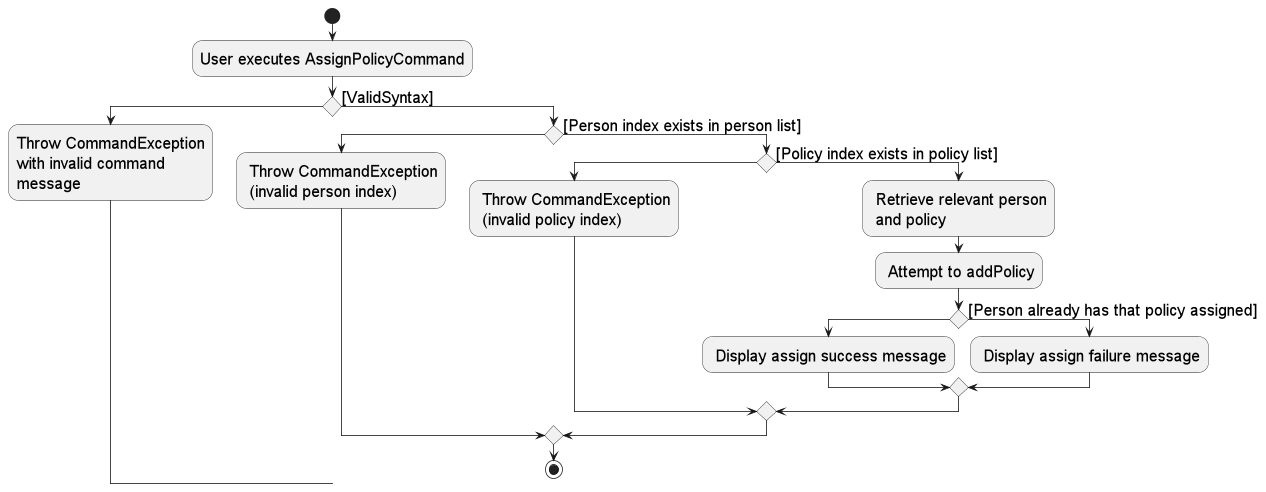 User executes AssignPolicyCommand
[ValidSyntax]
Throw CommandException
with invalid command
message
[Person index exists in person list]
Throw CommandException
(invalid person index)
[Policy index exists in policy list]
Throw CommandException
(invalid policy index)
Retrieve relevant person
and policy
Attempt to addPolicy
[Person already has that policy assigned]
Display assign success message
Display assign failure message